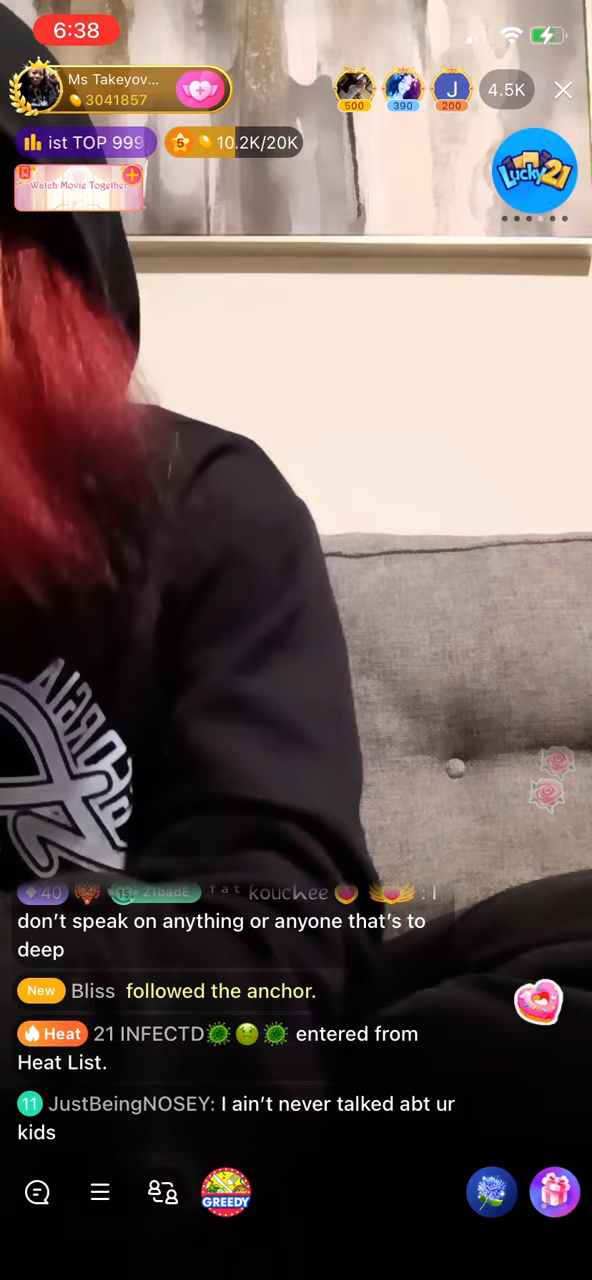 6:38
Ms Takeyov...
3041857
500
390
J
200
4.5K
ist TOP 999
5 10.2K/20K
Watch Movie Together
Lucky21
40 21badE ᶠᵃᵗ kouchee : I
don't speak on anything or anyone that's to
deep
New Bliss followed the anchor.
Heat 21 INFECTD🦠🤢🦠 entered from
Heat List.
11 JustBeingNOSEY: I ain't never talked abt ur
kids
GREEDY